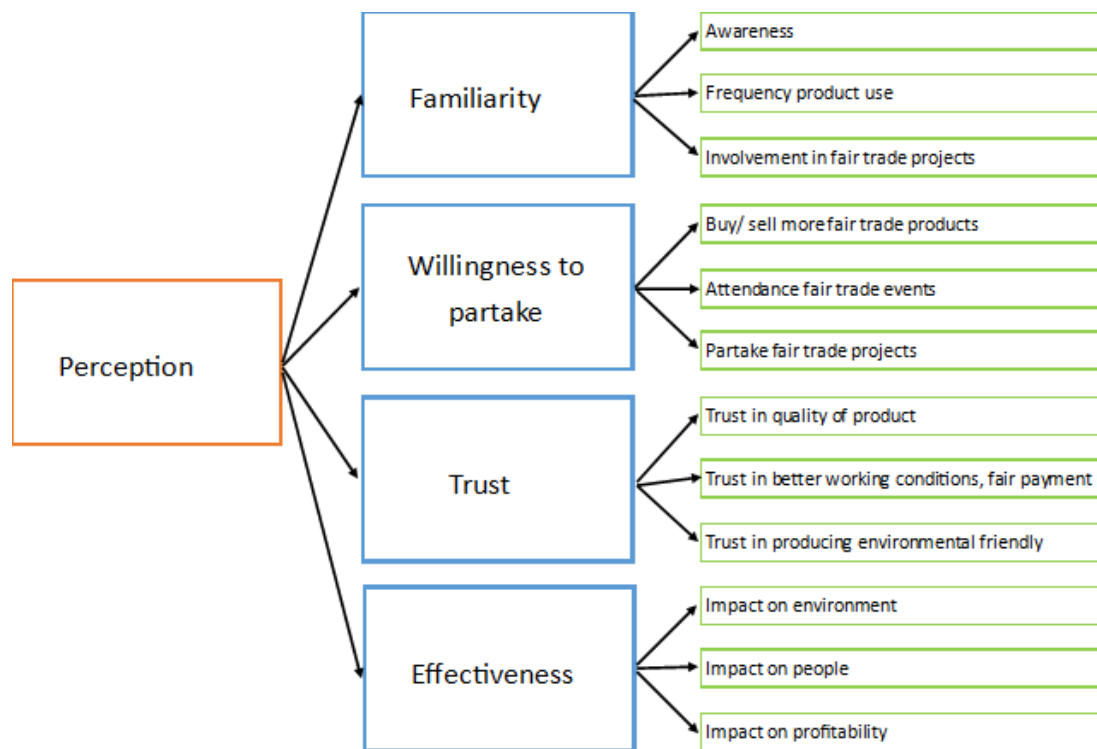 Perception
Familiarity
Awareness
Frequency product use
Involvement in fair trade projects
Willingness to
partake
Buy/ sell more fair trade products
Attendance fair trade events
Partake fair trade projects
Trust
Trust in quality of product
Trust in better working conditions, fair payment
Trust in producing environmental friendly
Effectiveness
Impact on environment
Impact on people
Impact on profitability